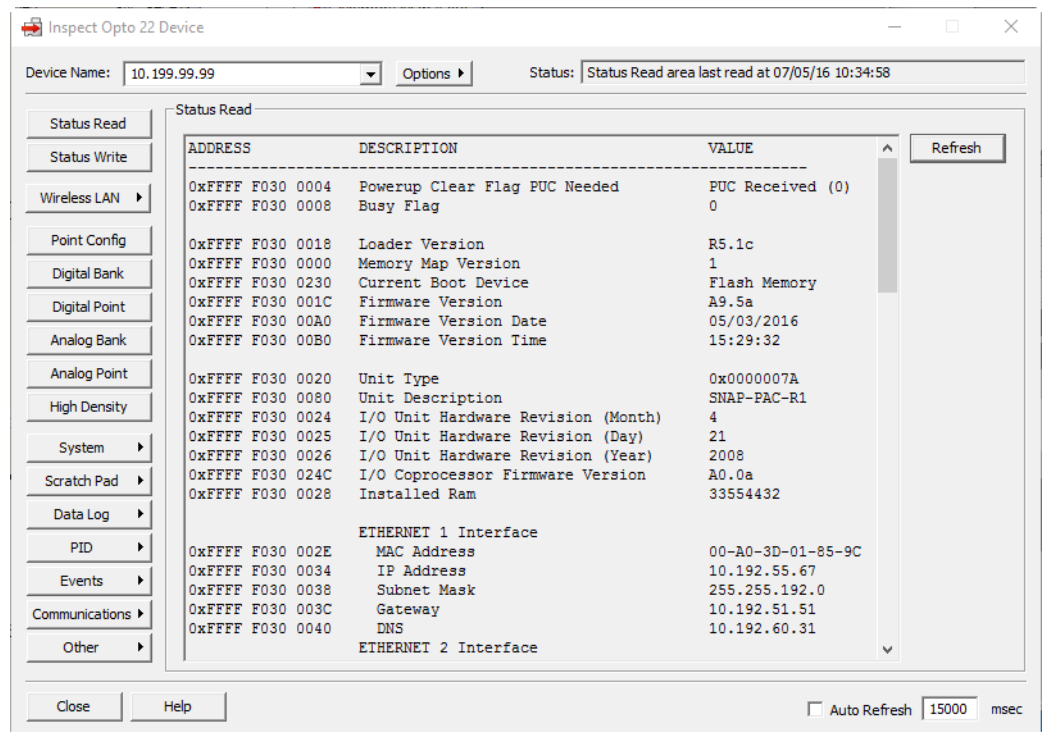 Inspect Opto 22 Device
Device Name: 10.199.99.99 Options Status: Status Read area last read at 07/05/16 10:34:58
Status Read
Status Write
Wireless LAN
Point Config
Digital Bank
Digital Point
Analog Bank
Analog Point
High Density
System
Scratch Pad
Data Log
PID
Events
Communications
Other
Status Read
ADDRESS DESCRIPTION VALUE
--------------------------------------------------------------------------------
0xFFFF F030 0004 Powerup Clear Flag PUC Needed PUC Received (0)
0xFFFF F030 0008 Busy Flag 0
0xFFFF F030 0018 Loader Version R5.1c
0xFFFF F030 0000 Memory Map Version 1
0xFFFF F030 0230 Current Boot Device Flash Memory
0xFFFF F030 001C Firmware Version A9.5a
0xFFFF F030 00A0 Firmware Version Date 05/03/2016
0xFFFF F030 00B0 Firmware Version Time 15:29:32
0xFFFF F030 0020 Unit Type 0x0000007A
0xFFFF F030 0080 Unit Description SNAP-PAC-R1
0xFFFF F030 0024 I/O Unit Hardware Revision (Month) 4
0xFFFF F030 0025 I/O Unit Hardware Revision (Day) 21
0xFFFF F030 0026 I/O Unit Hardware Revision (Year) 2008
0xFFFF F030 024C I/O Coprocessor Firmware Version A0.0a
0xFFFF F030 0028 Installed Ram 33554432
ETHERNET 1 Interface
0xFFFF F030 002E MAC Address 00-A0-3D-01-85-9C
0xFFFF F030 0034 IP Address 10.192.55.67
0xFFFF F030 0038 Subnet Mask 255.255.192.0
0xFFFF F030 003C Gateway 10.192.51.51
0xFFFF F030 0040 DNS 10.192.60.31
ETHERNET 2 Interface
Refresh
Close Help Auto Refresh 15000 msec